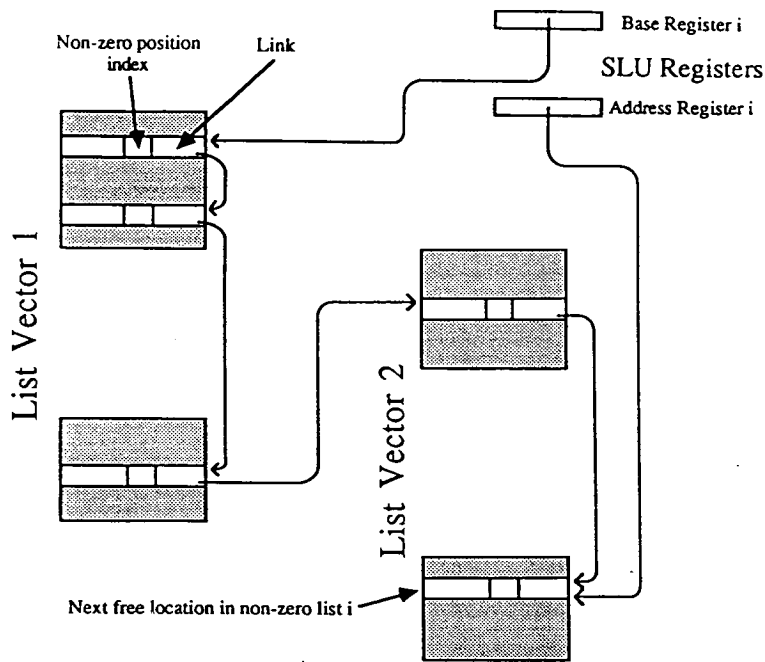 Base Register i
Non-zero position
index
Link
SLU Registers
Address Register i
List Vector 1
List Vector 2
Next free location in non-zero list i